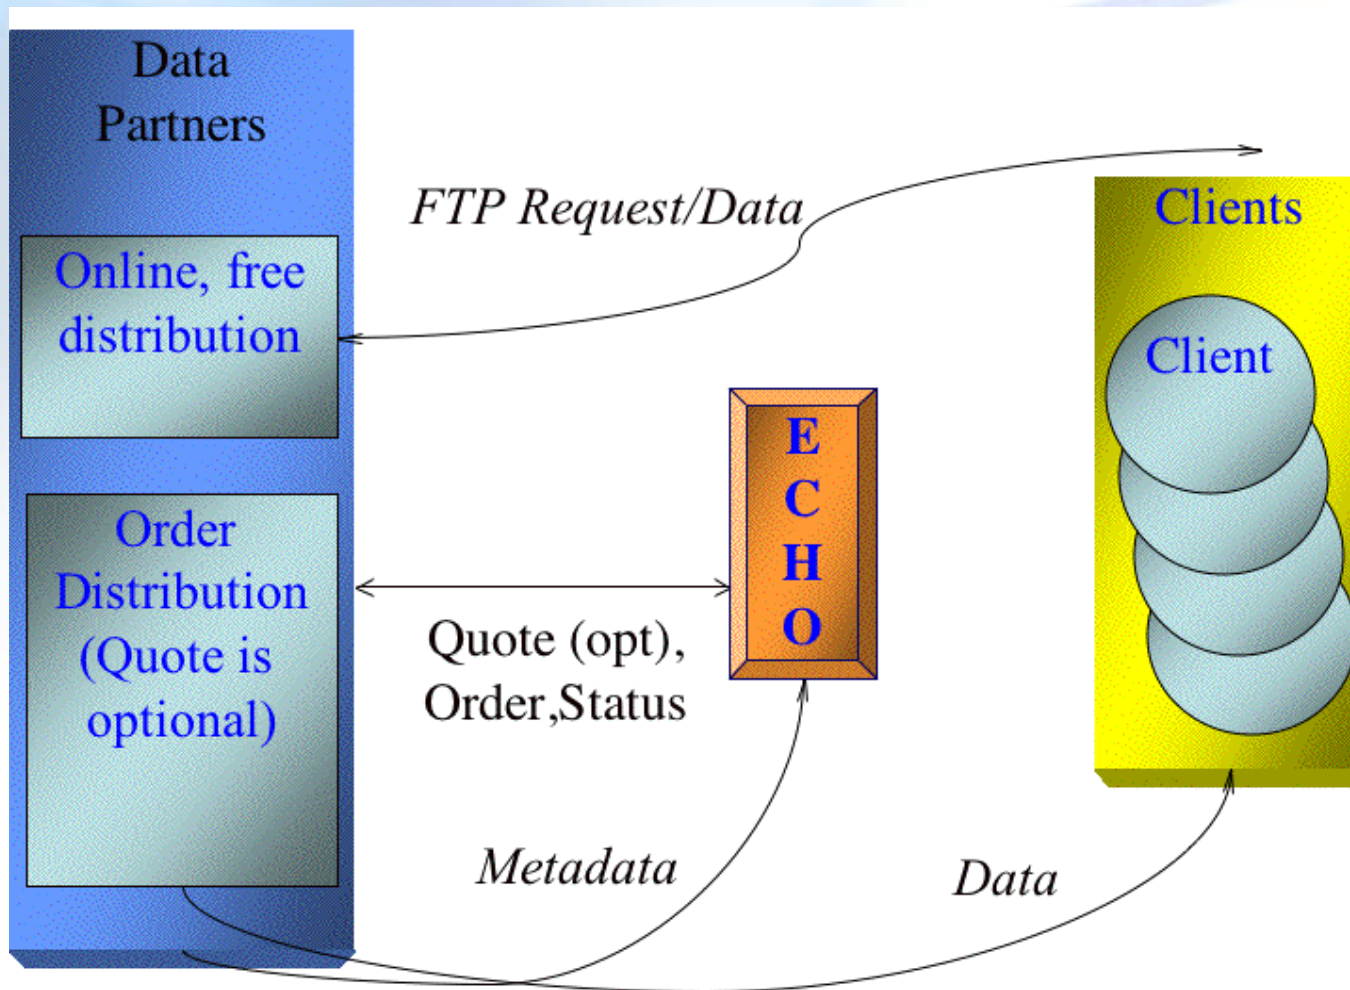 Data
Partners
FTP Request/Data
Clients
Online, free
distribution
Client
E
C
H
O
Order
Distribution
(Quote is
optional)
Quote (opt),
Order,Status
Metadata
Data